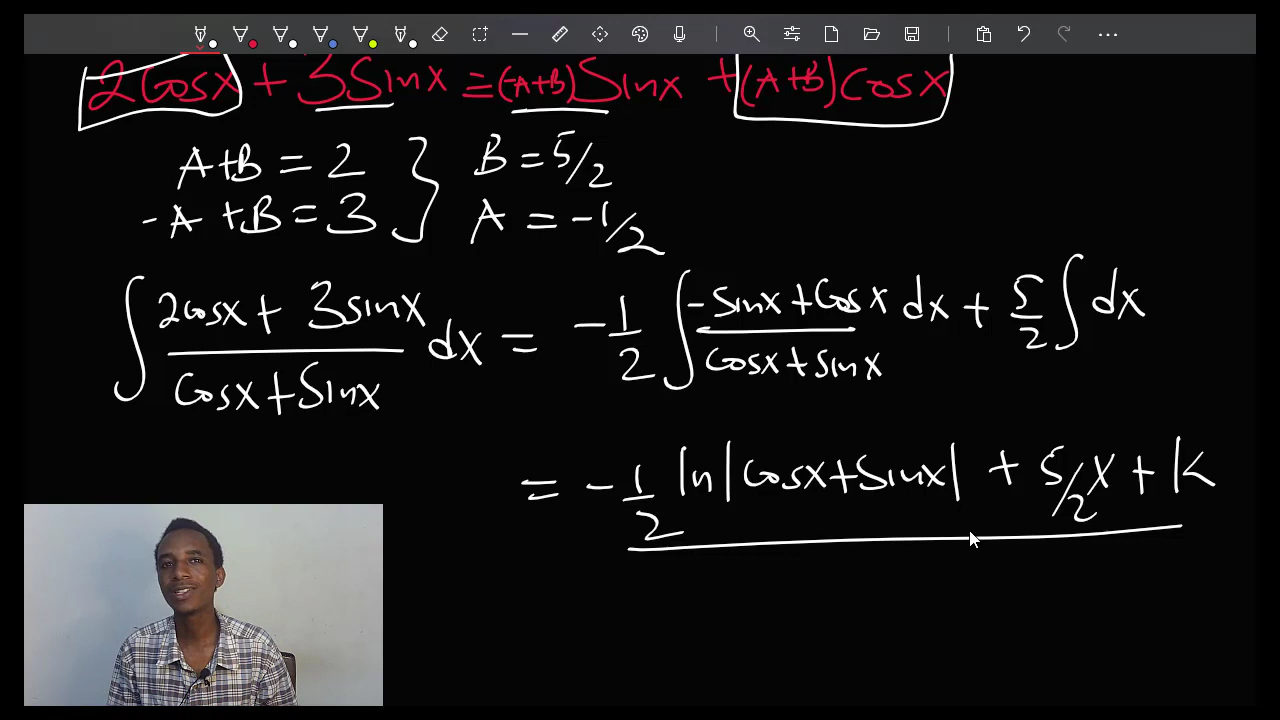 2Cosx + 3Sinx ≡ (-A+B)Sinx + (A+B)Cosx
A+B = 2 } B = 5/2
-A +B = 3 A = -1/2
∫ 2cosx + 3sinx / Cosx + Sinx dx = -1/2 ∫ -Sinx + Cosx / Cosx + sinx dx + 5/2 ∫ dx
= -1/2 ln|Cosx+Sinx| + 5/2 x + K